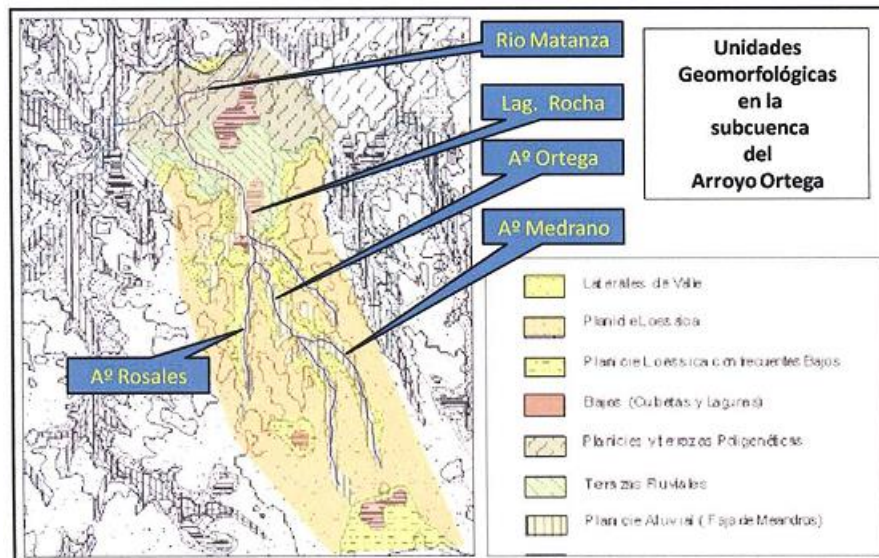 Rio Matanza
Lag. Rocha
Aº Ortega
Aº Medrano
Aº Rosales
Unidades
Geomorfológicas
en la
subcuenca
del
Arroyo Ortega
Laterales de Valle
Planicie Loessica
Planicie Loessica con frecuentes Bajos
Bajos (Cubetas y Lagunas)
Planicies y terrazas Poligenéticas
Terrazas Fluviales
Planicie Aluvial (Faja de Meandros)